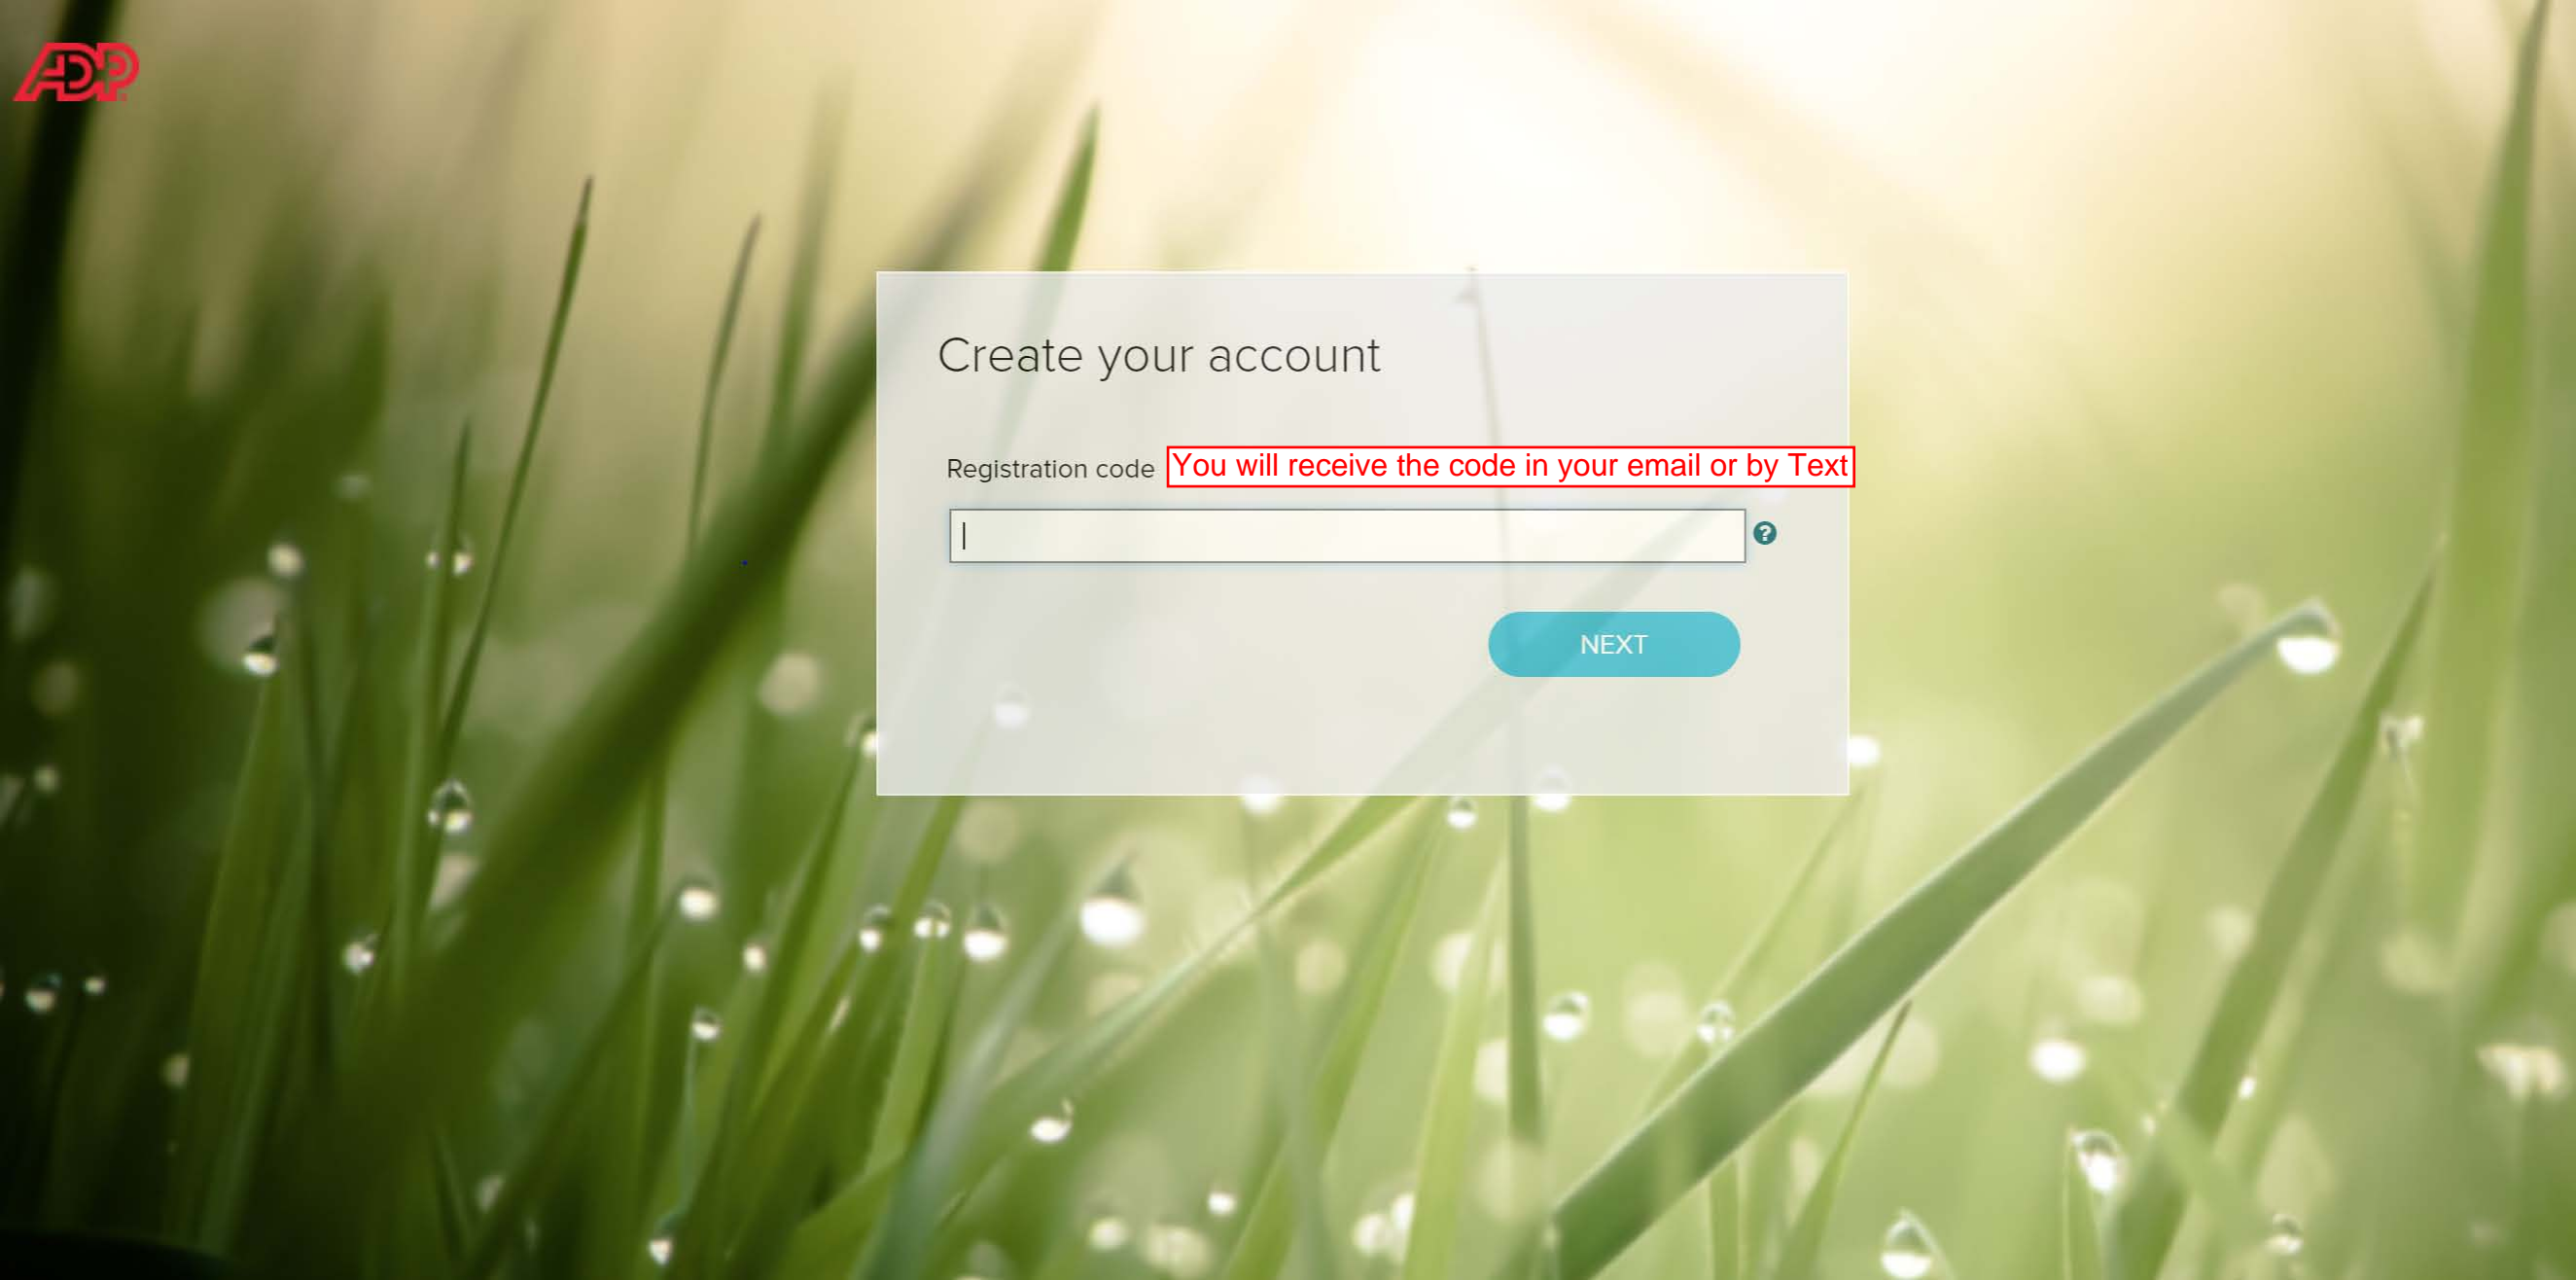 ADP
Create your account
Registration code You will receive the code in your email or by Text
?
NEXT